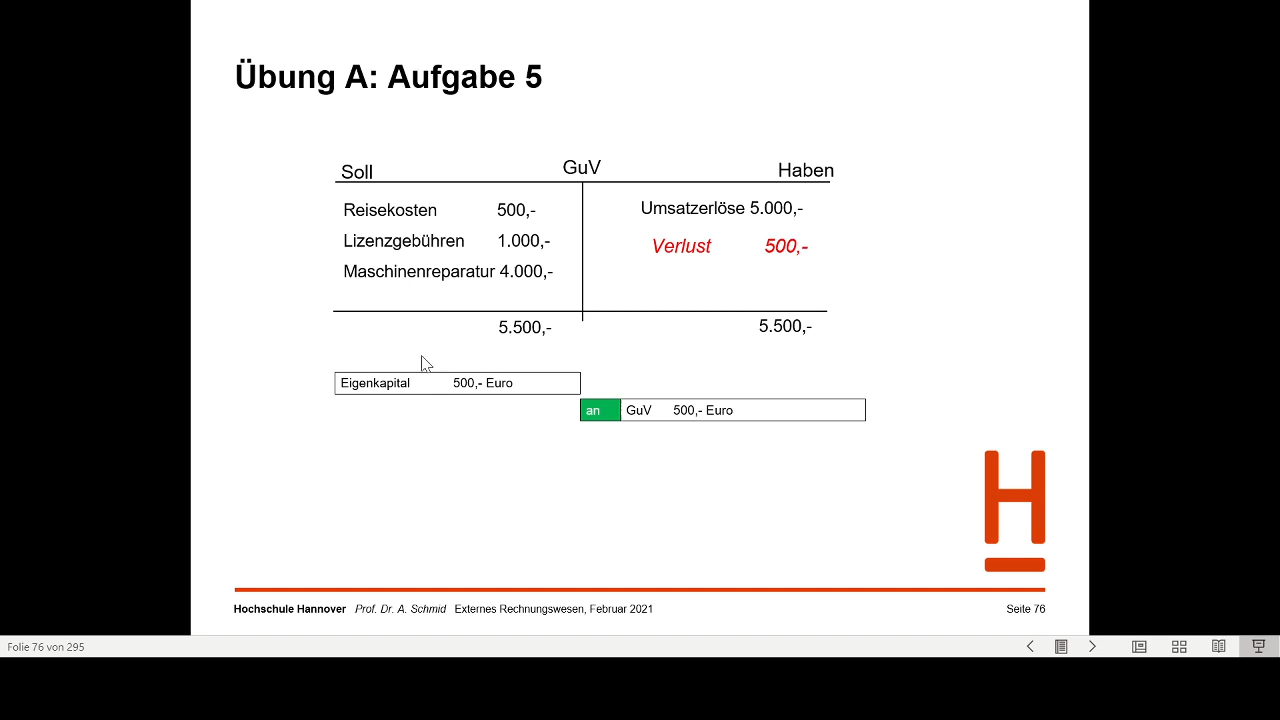 Übung A: Aufgabe 5
Soll GuV Haben
Reisekosten 500,- Umsatzerlöse 5.000,-
Lizenzgebühren 1.000,- Verlust 500,-
Maschinenreparatur 4.000,-
5.500,- 5.500,-
Eigenkapital 500,- Euro
an GuV 500,- Euro
H
Hochschule Hannover Prof. Dr. A. Schmid Externes Rechnungswesen, Februar 2021 Seite 76
Folie 76 von 295